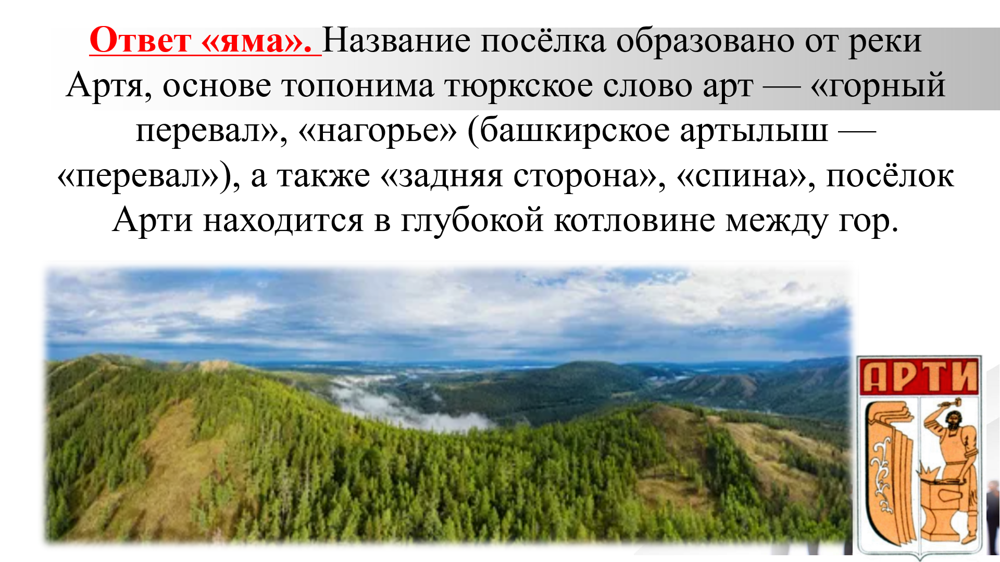 Ответ «яма». Название посёлка образовано от реки
Артя, основе топонима тюркское слово арт — «горный
перевал», «нагорье» (башкирское артылыш —
«перевал»), а также «задняя сторона», «спина», посёлок
Арти находится в глубокой котловине между гор.
АРТИ